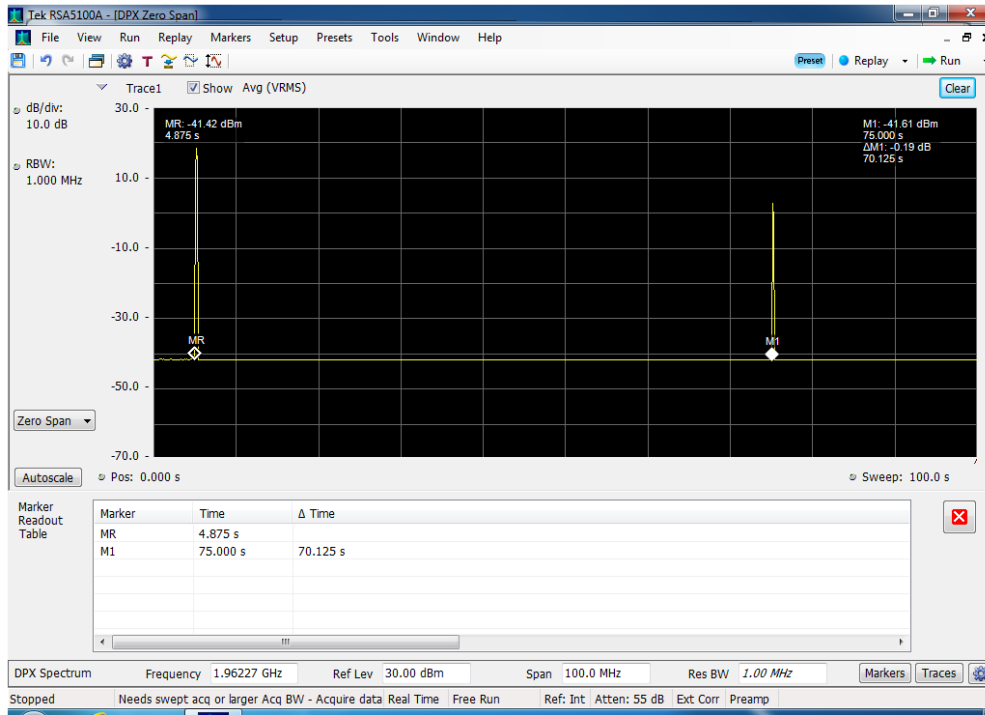 Tek RSA5100A - [DPX Zero Span]
File View Run Replay Markers Setup Presets Tools Window Help
T Preset Replay Run
Trace1 Show Avg (VRMS) Clear
dB/div:
10.0 dB
RBW:
1.000 MHz
30.0 -
10.0 -
-10.0 -
-30.0 -
-50.0 -
-70.0 -
MR: -41.42 dBm
4.875 s
M1: -41.61 dBm
75.000 s
ΔM1: -0.19 dB
70.125 s
MR
M1
Zero Span
Autoscale Pos: 0.000 s Sweep: 100.0 s
Marker
Readout
Table
Marker Time Δ Time
MR 4.875 s
M1 75.000 s 70.125 s
DPX Spectrum Frequency 1.96227 GHz Ref Lev 30.00 dBm Span 100.0 MHz Res BW 1.00 MHz Markers Traces
Stopped Needs swept acq or larger Acq BW - Acquire data Real Time Free Run Ref: Int Atten: 55 dB Ext Corr Preamp